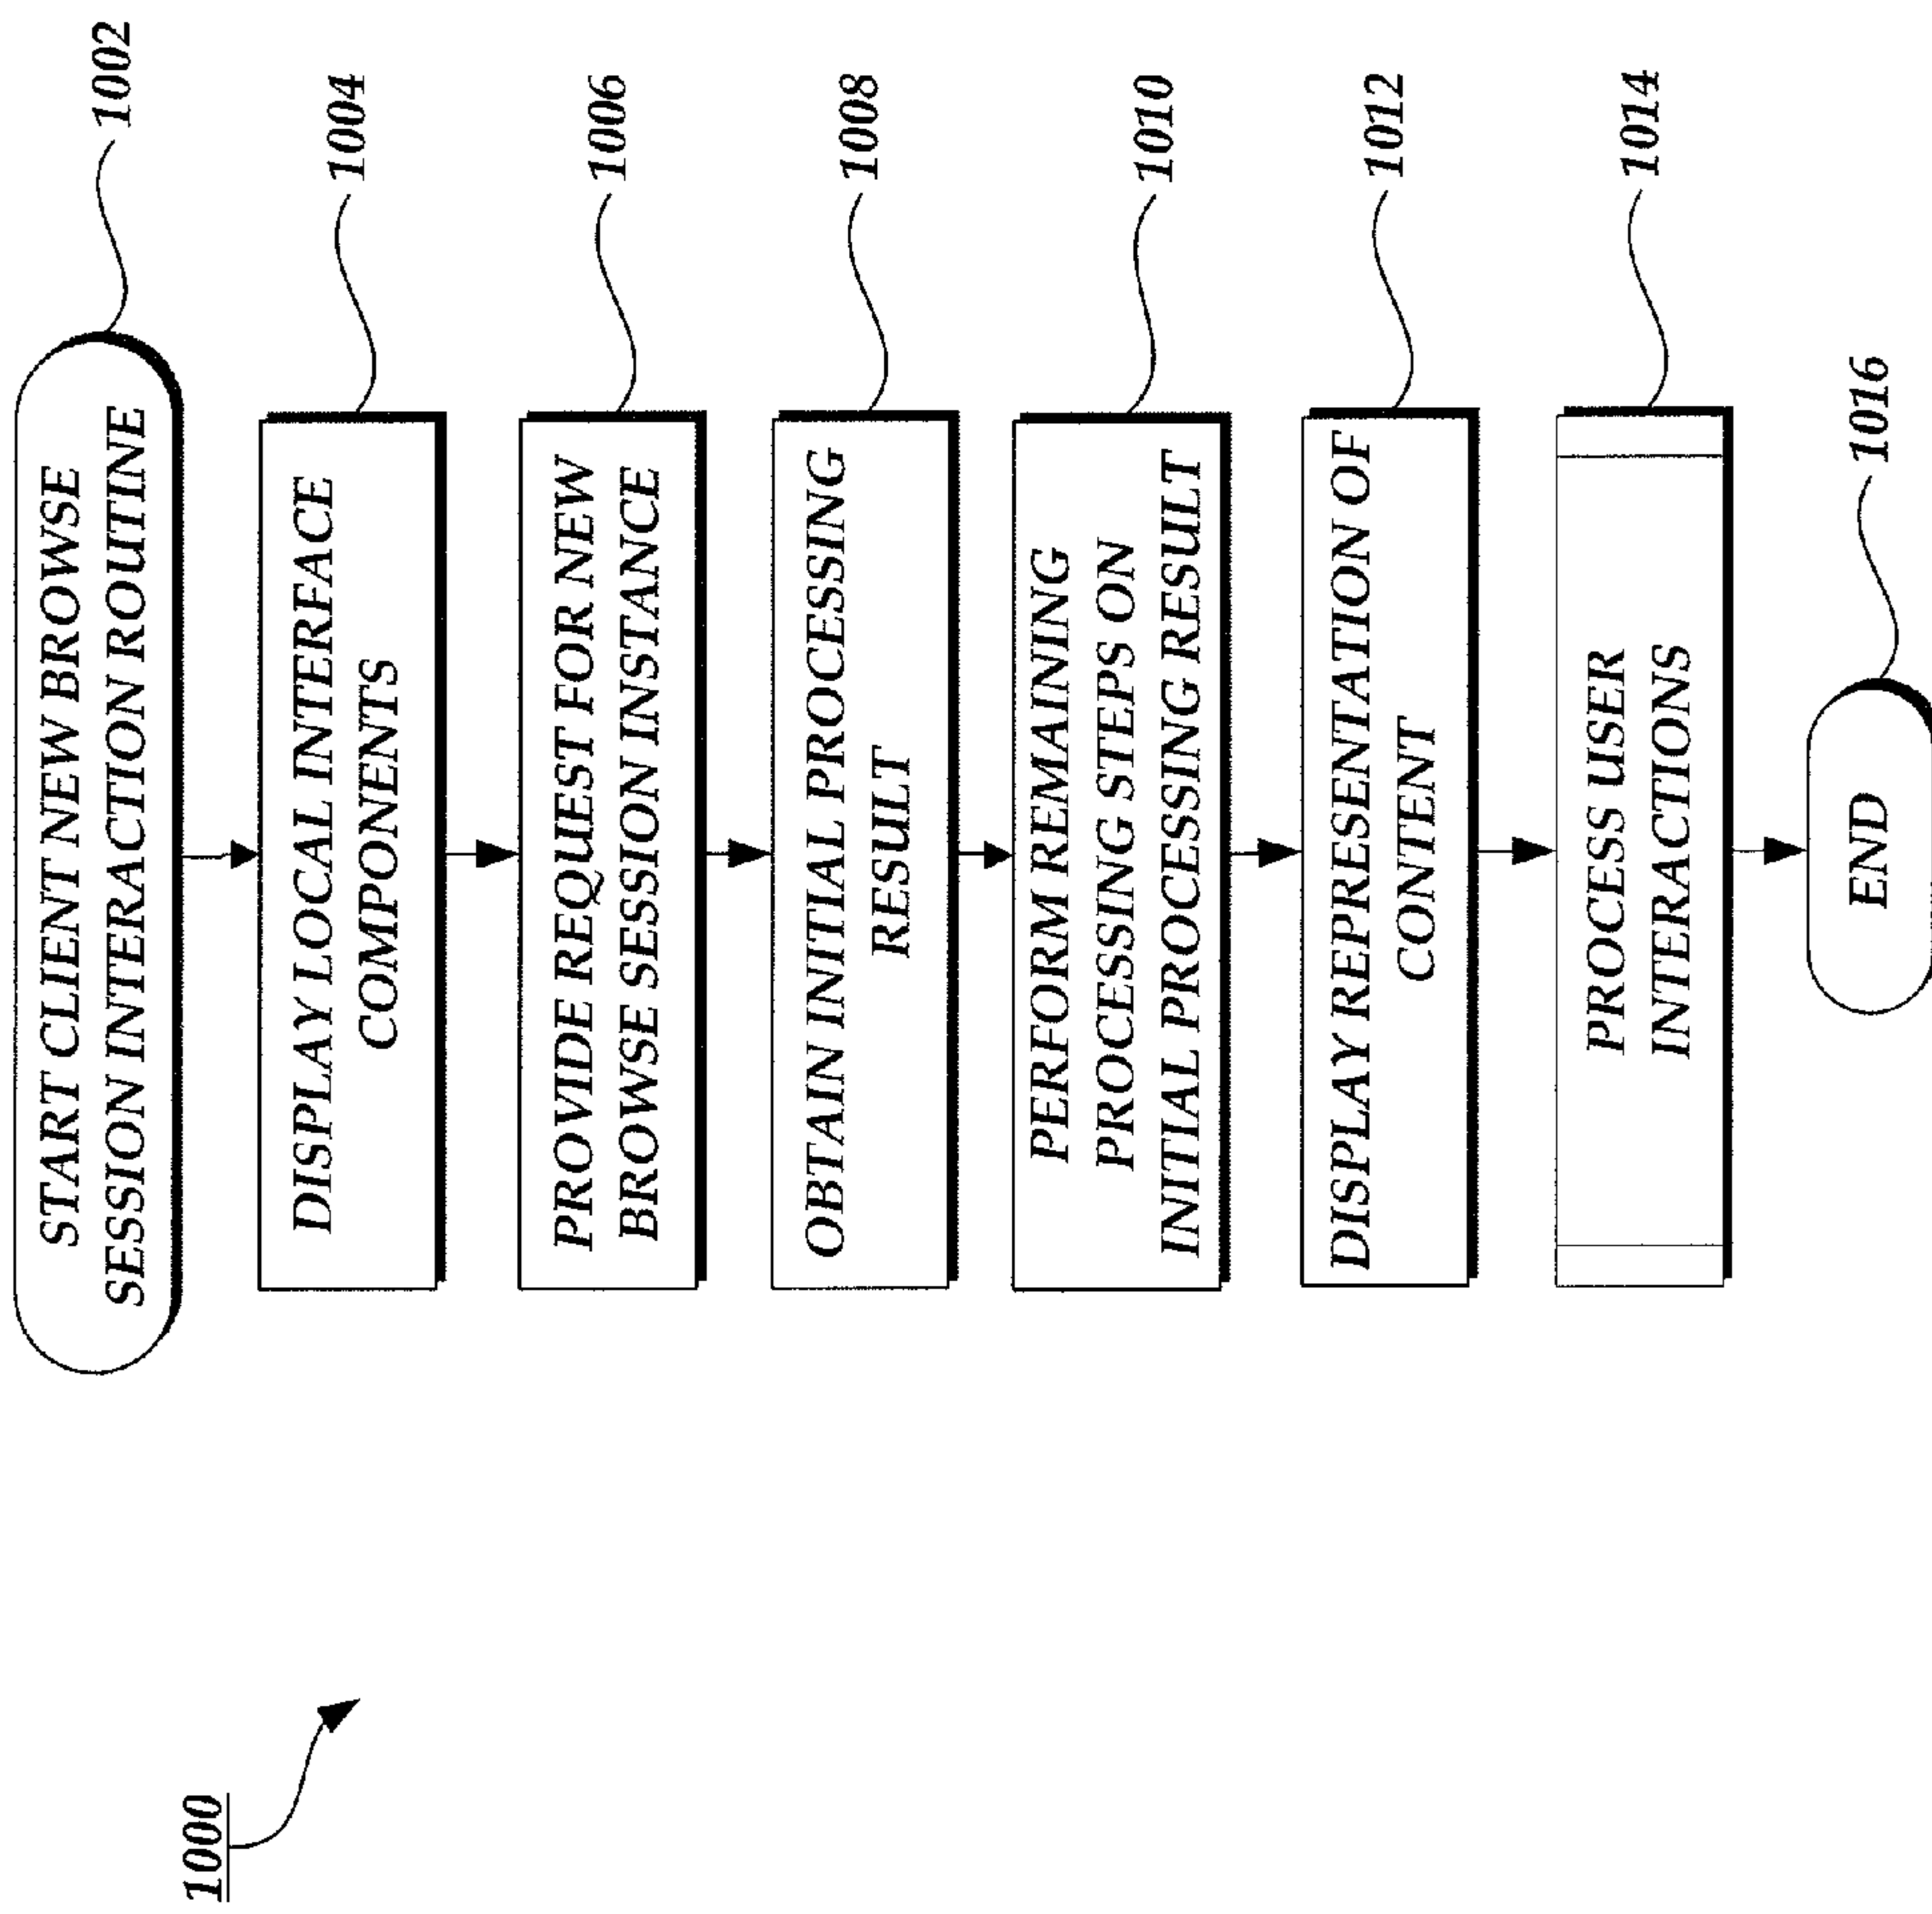 1000
START CLIENT NEW BROWSE
SESSION INTERACTION ROUTINE
1002
DISPLAY LOCAL INTERFACE
COMPONENTS
1004
PROVIDE REQUEST FOR NEW
BROWSE SESSION INSTANCE
1006
OBTAIN INITIAL PROCESSING
RESULT
1008
PERFORM REMAINING
PROCESSING STEPS ON
INITIAL PROCESSING RESULT
1010
DISPLAY REPRESENTATION OF
CONTENT
1012
PROCESS USER
INTERACTIONS
1014
END
1016